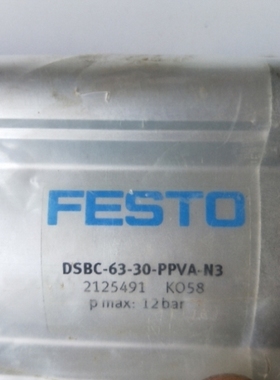 FESTO
DSBC-63-30-PPVA-N3
2125491 K058
p max: 12bar